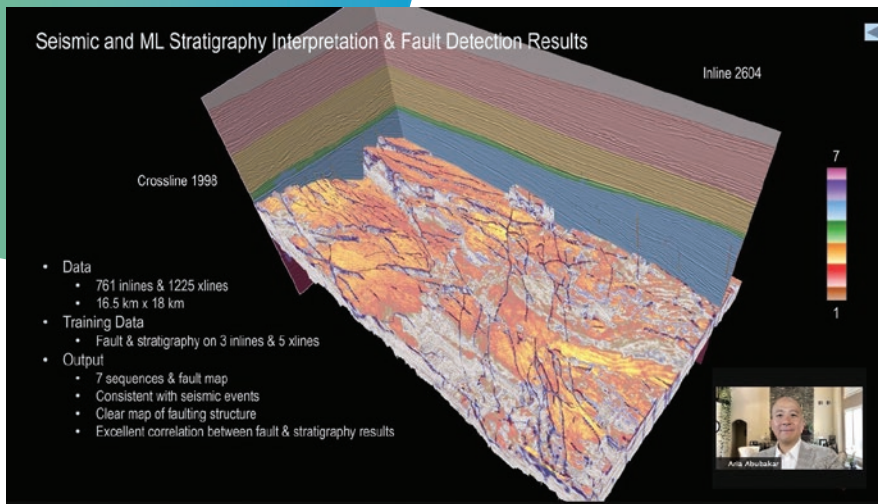 Seismic and ML Stratigraphy Interpretation & Fault Detection Results
Inline 2604
Crossline 1998
7
1
• Data
• 761 inlines & 1225 xlines
• 16.5 km x 18 km
• Training Data
• Fault & stratigraphy on 3 inlines & 5 xlines
• Output
• 7 sequences & fault map
• Consistent with seismic events
• Clear map of faulting structure
• Excellent correlation between fault & stratigraphy results
Aria Abubakar